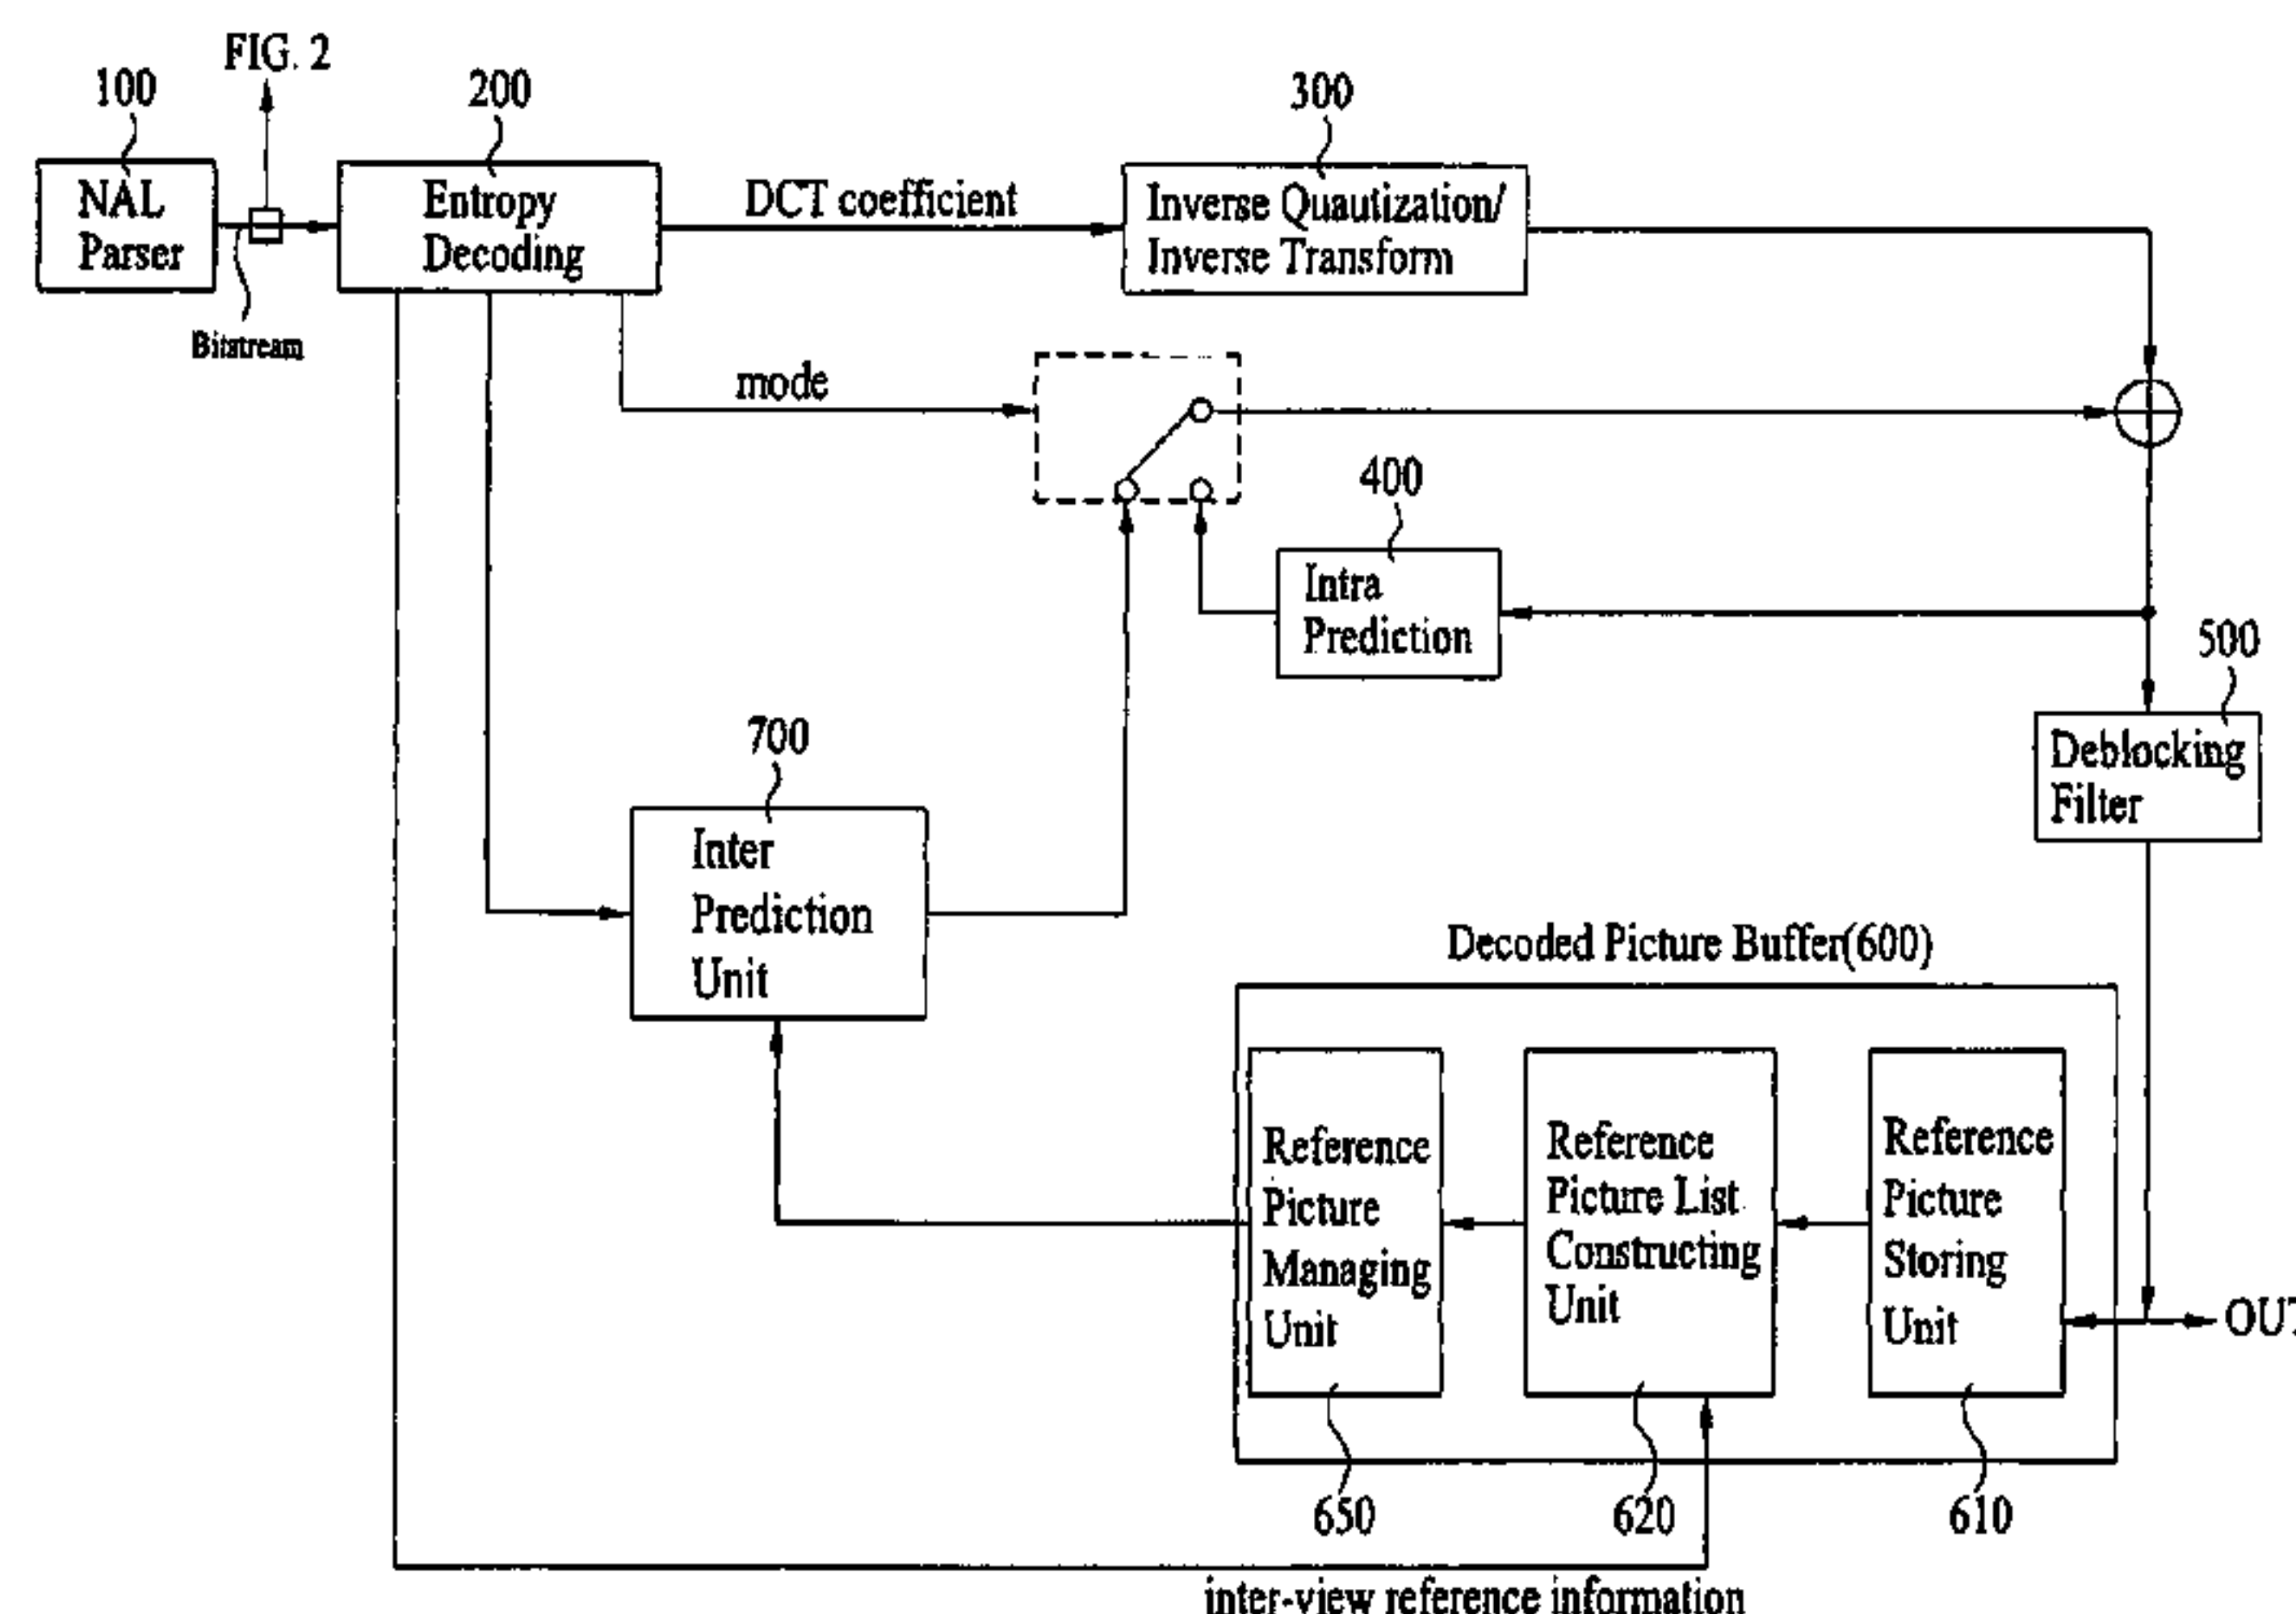 FIG. 2
100
200
300
NAL
Parser
Entropy
Decoding
DCT coefficient
Inverse Quautization/
Inverse Transform
Bitstream
mode
400
Intra
Prediction
500
Deblocking
Filter
700
Inter
Prediction
Unit
Decoded Picture Buffer(600)
Reference
Picture
Managing
Unit
Reference
Picture List
Constructing
Unit
Reference
Picture
Storing
Unit
OUT
650
620
610
inter-view reference information